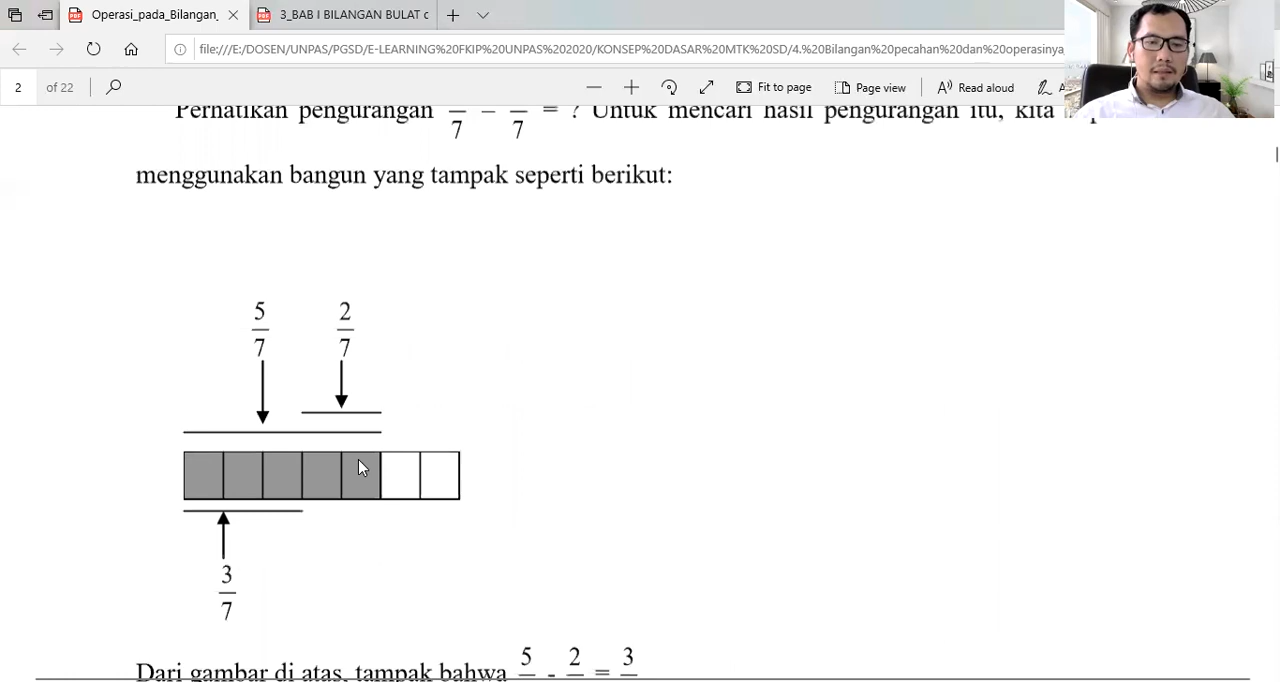 Operasi_pada_Bilangan_
3_BAB I BILANGAN BULAT d
file:///E:/DOSEN/UNPAS/PGSD/E-LEARNING%20FKIP%20UNPAS%202020/KONSEP%20DASAR%20MTK%20SD/4.%20Bilangan%20pecahan%20dan%20operasinya
2 of 22 Fit to page Page view Read aloud
Perhatikan pengurangan /7 – /7 = ? Untuk mencari hasil pengurangan itu, kita
menggunakan bangun yang tampak seperti berikut:
5/7 2/7
3/7
Dari gambar di atas, tampak bahwa 5 - 2 = 3